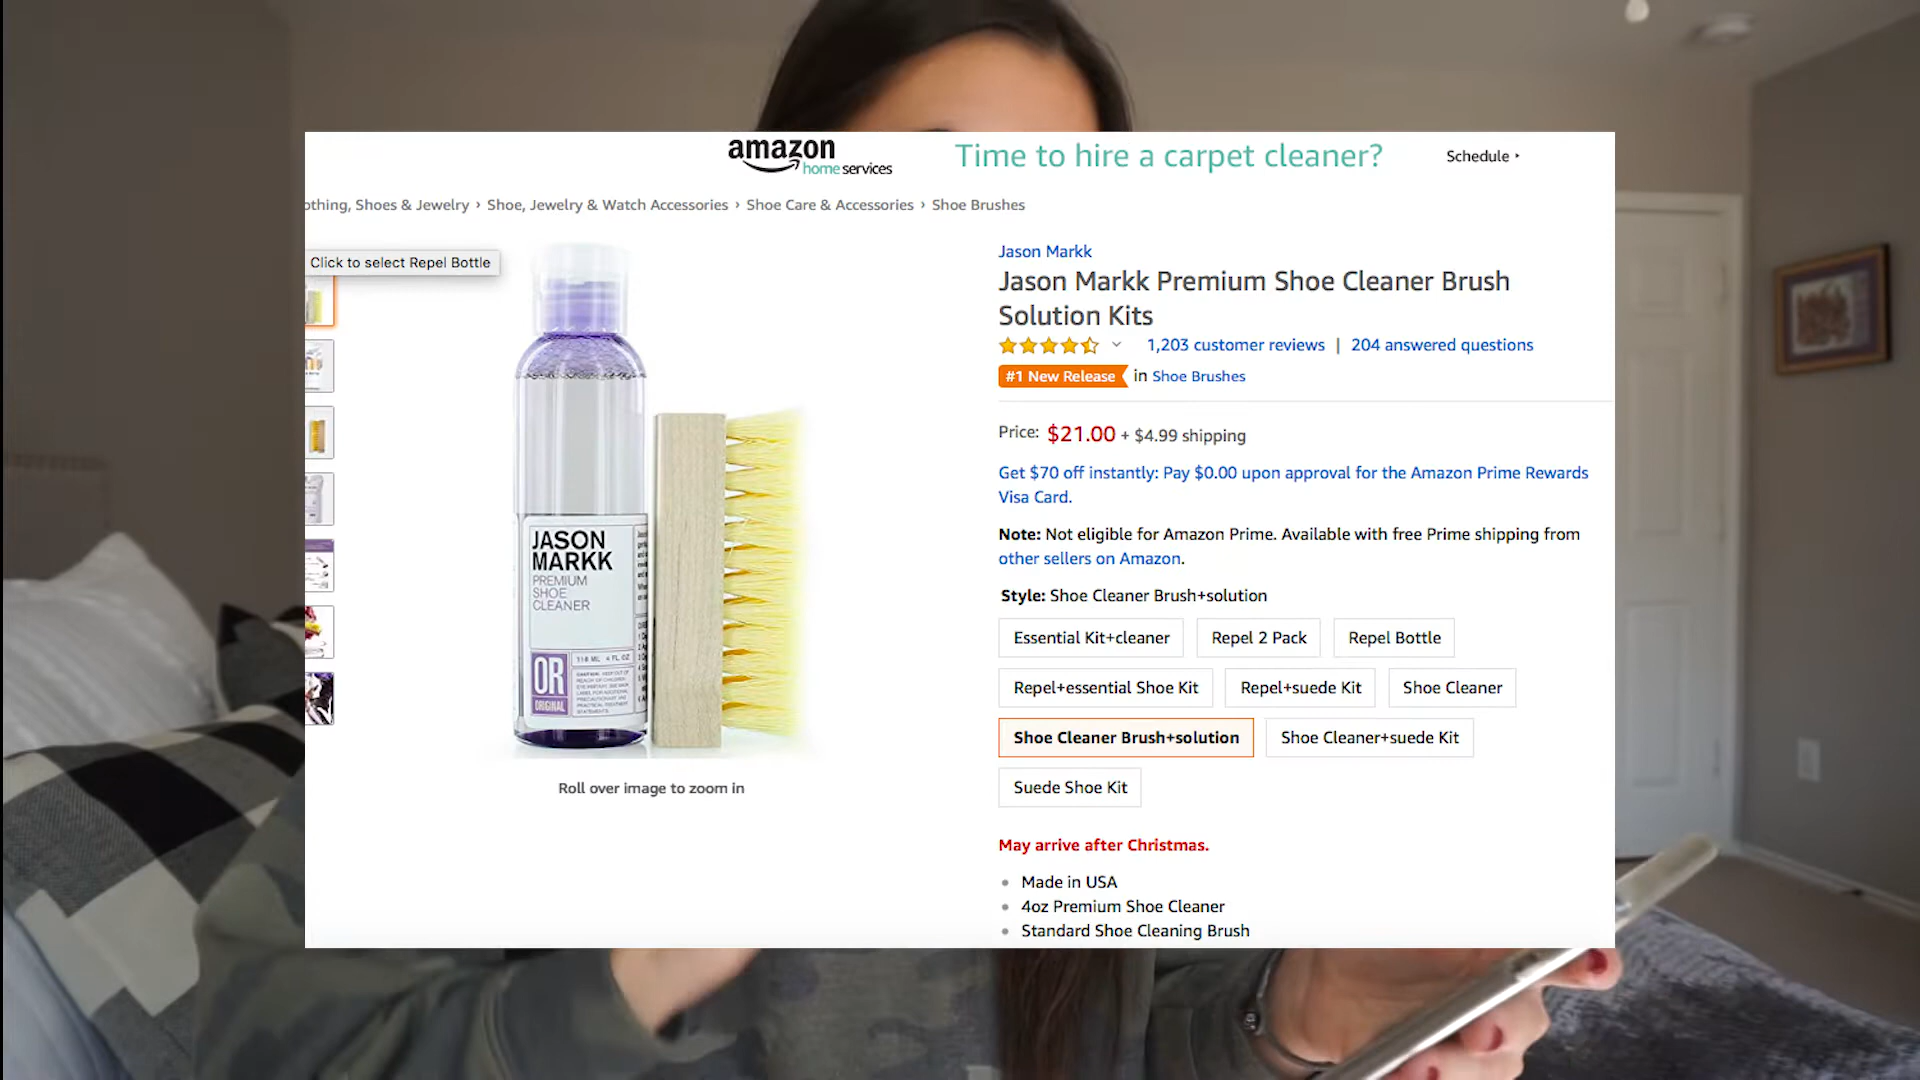 amazon
home services
Time to hire a carpet cleaner?
Schedule ▸
othing, Shoes & Jewelry › Shoe, Jewelry & Watch Accessories › Shoe Care & Accessories › Shoe Brushes
Click to select Repel Bottle
JASON
MARKK
PREMIUM
SHOE
CLEANER
OR
ORIGINAL
118 ML 4 FL OZ
Roll over image to zoom in
Jason Markk
Jason Markk Premium Shoe Cleaner Brush
Solution Kits
1,203 customer reviews | 204 answered questions
#1 New Release in Shoe Brushes
Price: $21.00 + $4.99 shipping
Get $70 off instantly: Pay $0.00 upon approval for the Amazon Prime Rewards
Visa Card.
Note: Not eligible for Amazon Prime. Available with free Prime shipping from
other sellers on Amazon.
Style: Shoe Cleaner Brush+solution
Essential Kit+cleaner Repel 2 Pack Repel Bottle
Repel+essential Shoe Kit Repel+suede Kit Shoe Cleaner
Shoe Cleaner Brush+solution Shoe Cleaner+suede Kit
Suede Shoe Kit
May arrive after Christmas.
• Made in USA
• 4oz Premium Shoe Cleaner
• Standard Shoe Cleaning Brush